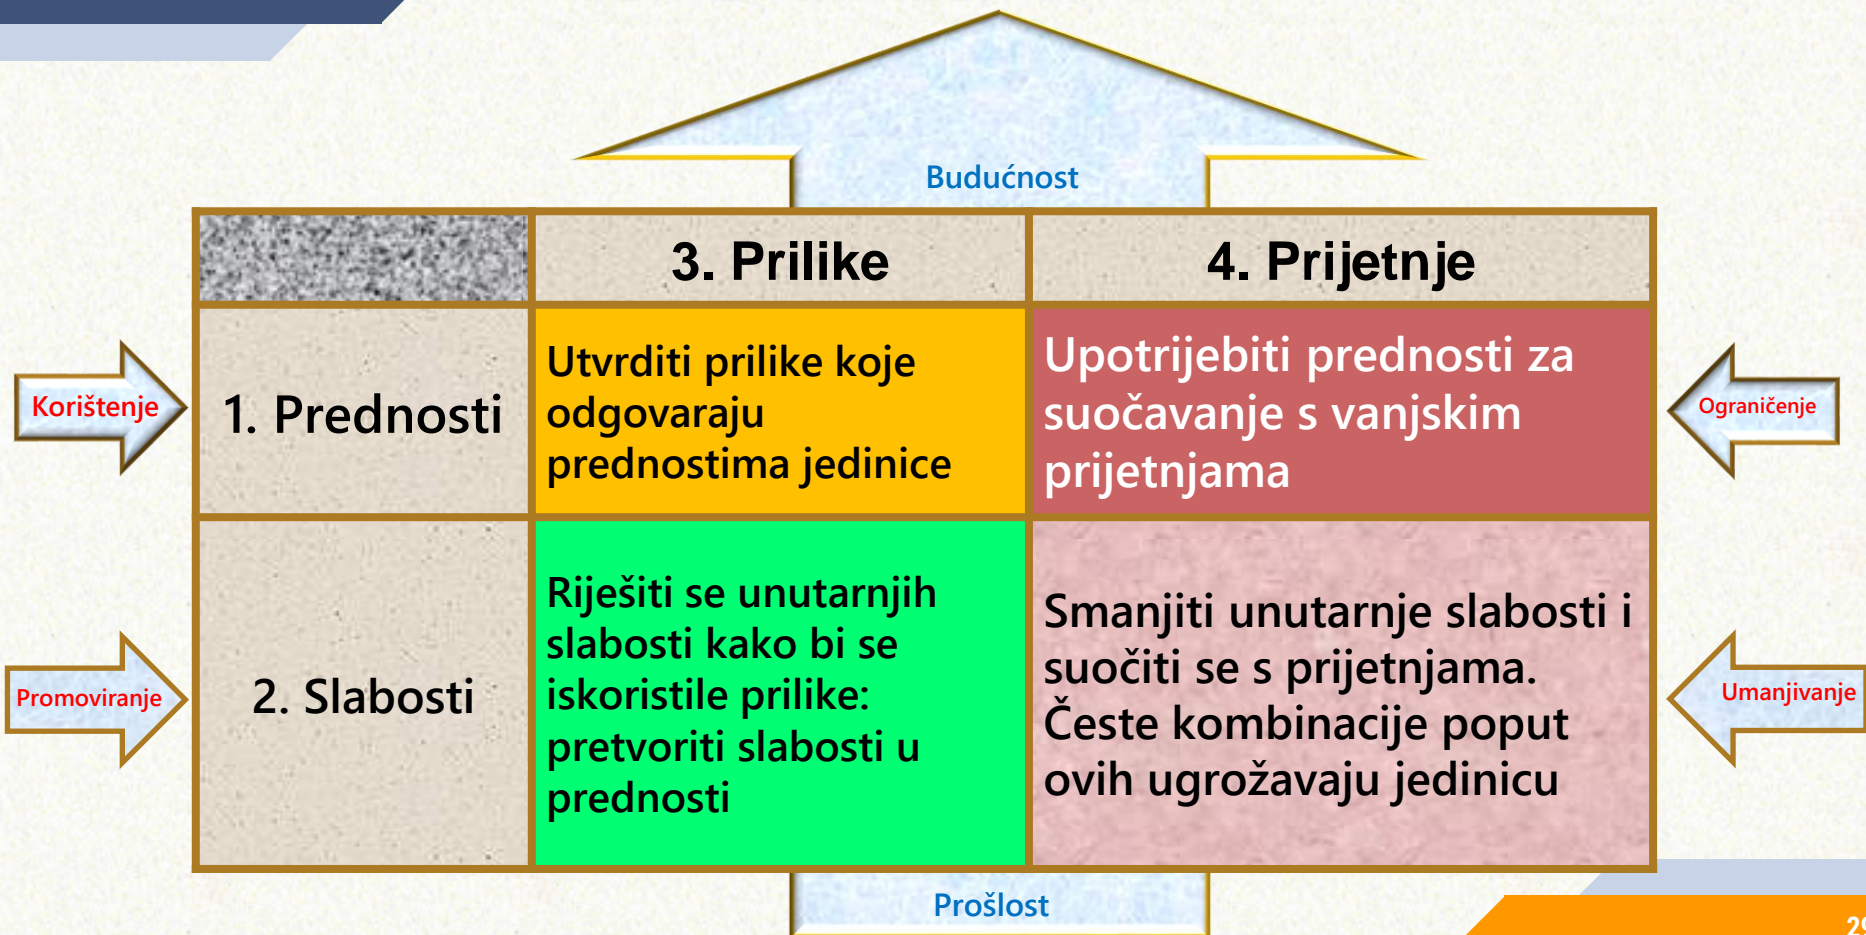 Budućnost
3. Prilike
4. Prijetnje
Korištenje
1. Prednosti
Utvrditi prilike koje
odgovaraju
prednostima jedinice
Upotrijebiti prednosti za
suočavanje s vanjskim
prijetnjama
Ograničenje
Promoviranje
2. Slabosti
Riješiti se unutarnjih
slabosti kako bi se
iskoristile prilike:
pretvoriti slabosti u
prednosti
Smanjiti unutarnje slabosti i
suočiti se s prijetnjama.
Česte kombinacije poput
ovih ugrožavaju jedinicu
Umanjivanje
Prošlost